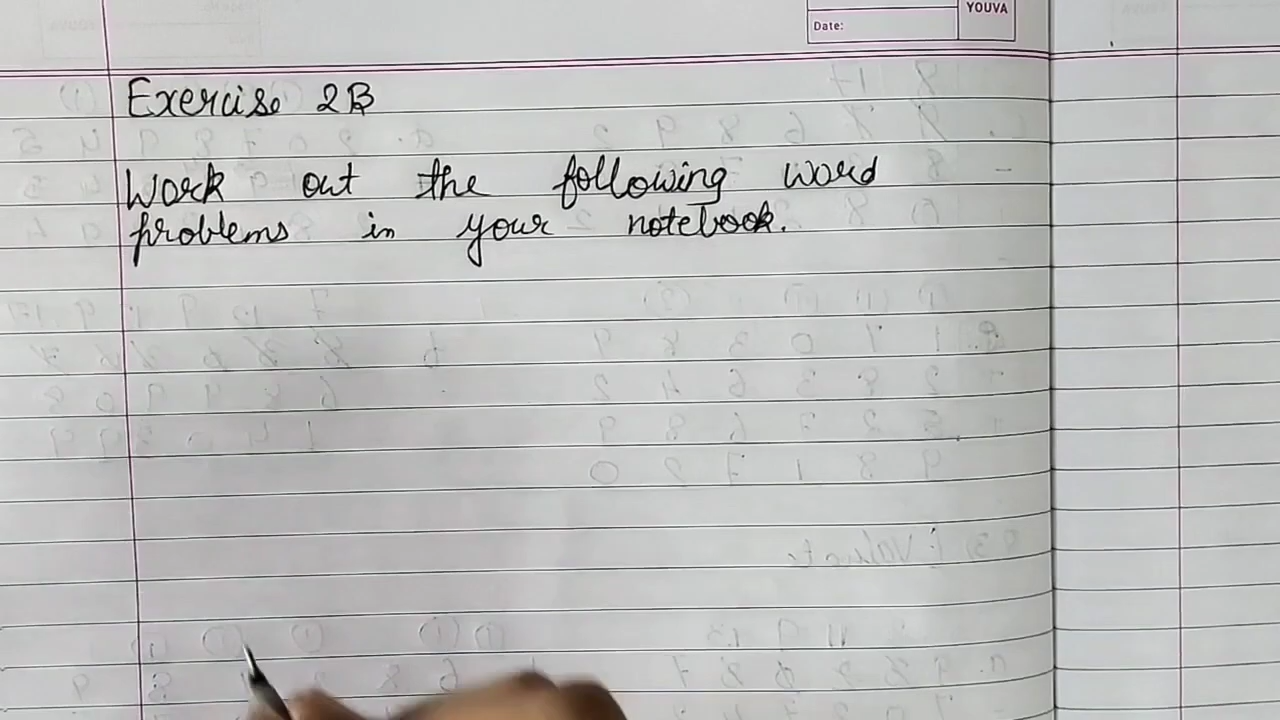 YOUVA
Date:
Exercise 2B
Work out the following word
problems in your notebook.